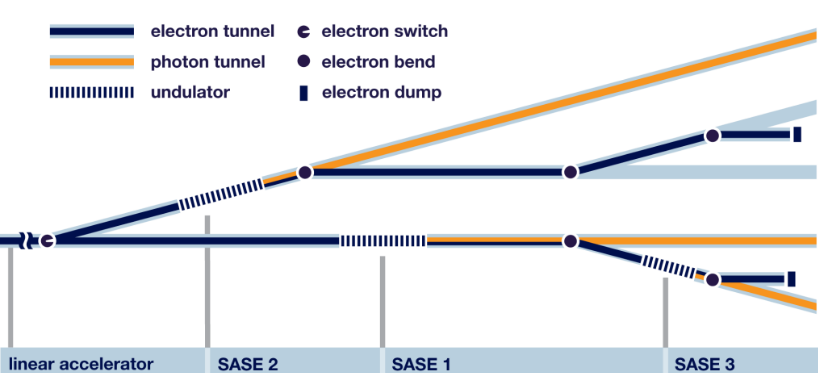 electron tunnel
electron switch
photon tunnel
electron bend
undulator
electron dump
linear accelerator
SASE 2
SASE 1
SASE 3